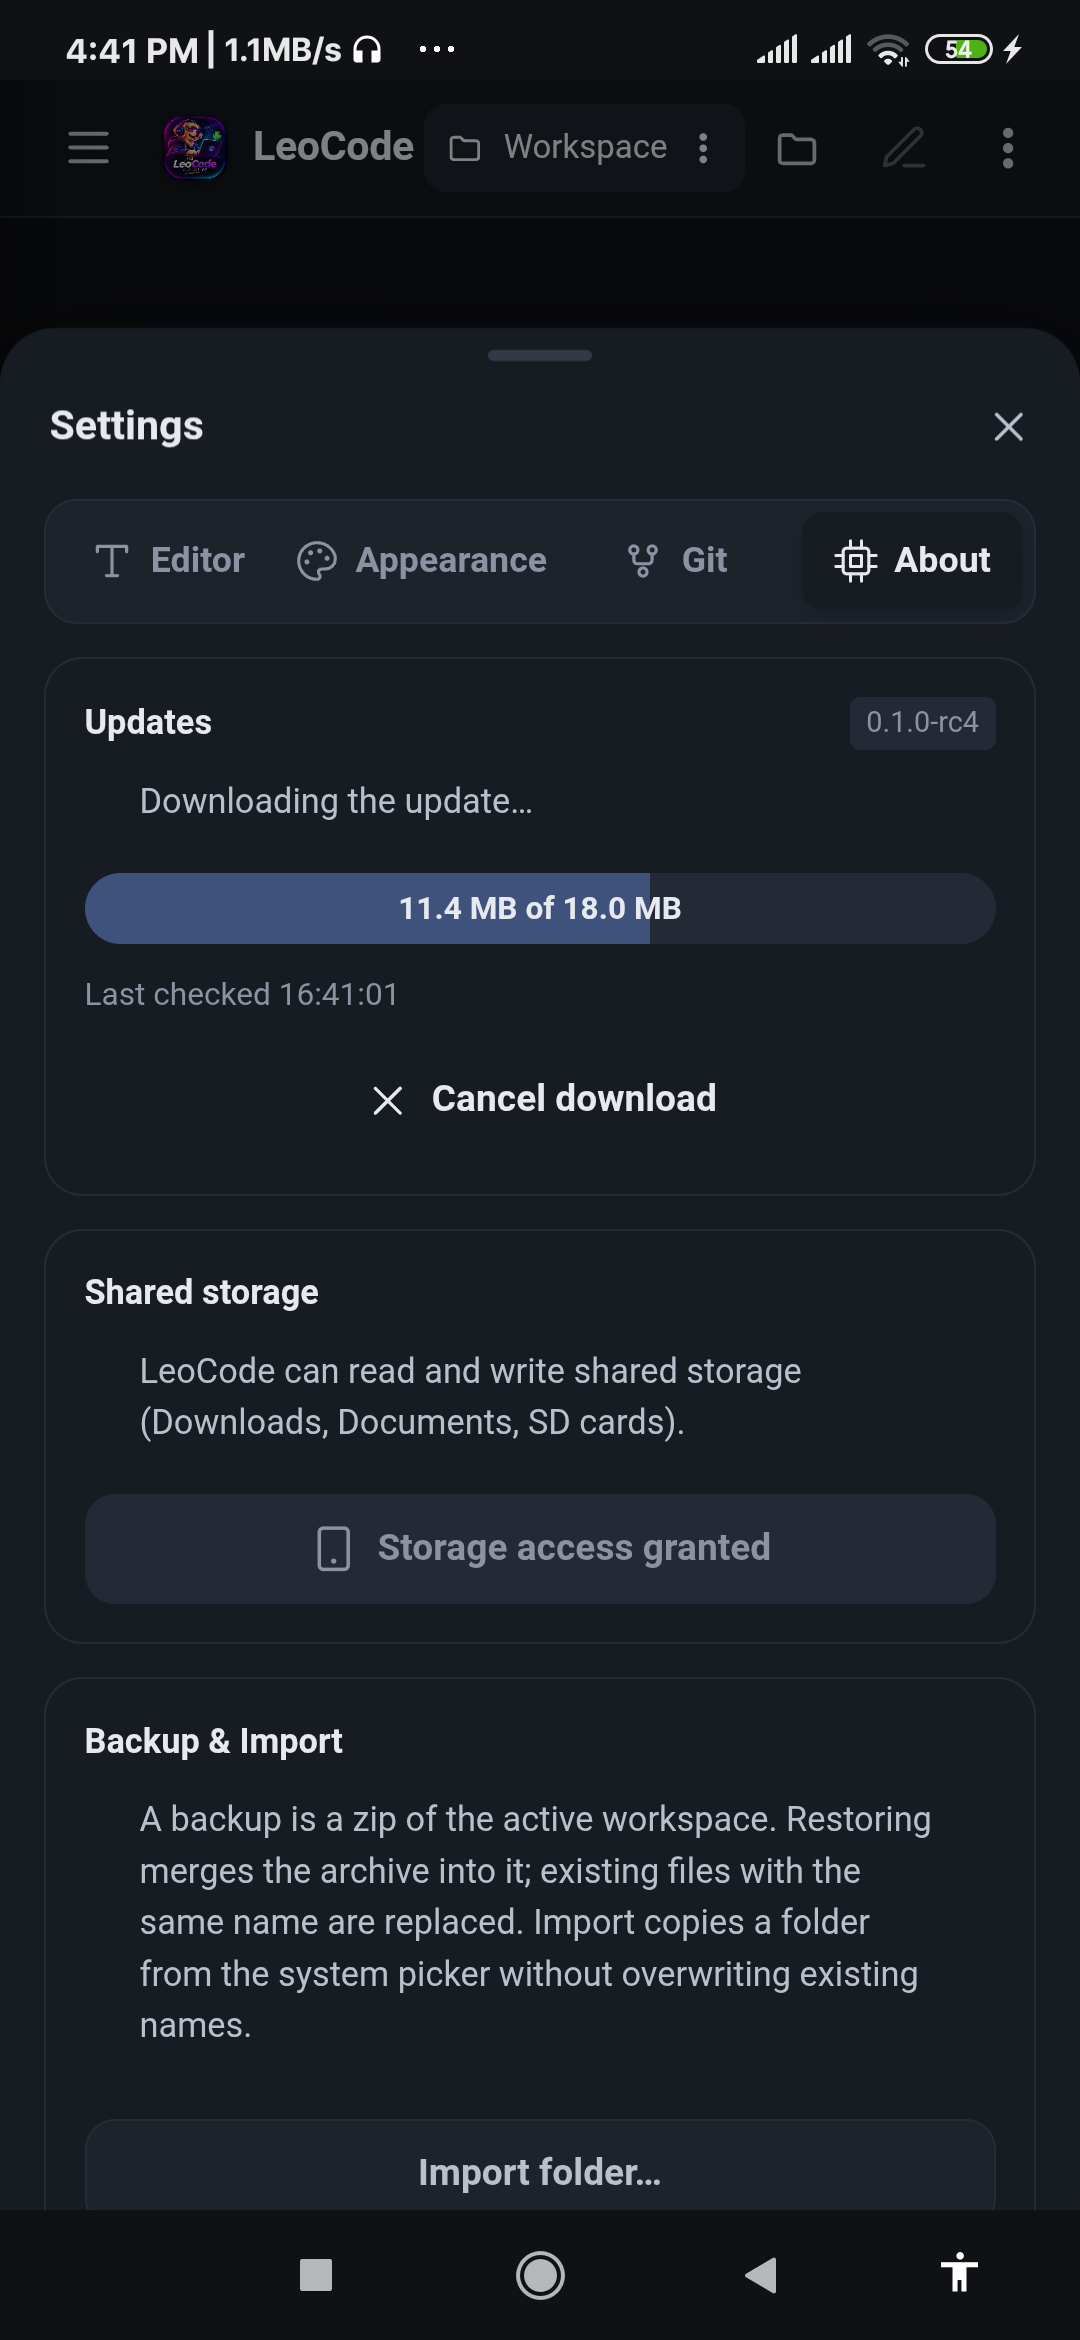 4:41 PM | 1.1MB/s ...
54
LeoCode
LeoCode
Workspace
Settings
Editor
Appearance
Git
About
Updates
0.1.0-rc4
Downloading the update...
11.4 MB of 18.0 MB
Last checked 16:41:01
Cancel download
Shared storage
LeoCode can read and write shared storage
(Downloads, Documents, SD cards).
Storage access granted
Backup & Import
A backup is a zip of the active workspace. Restoring
merges the archive into it; existing files with the
same name are replaced. Import copies a folder
from the system picker without overwriting existing
names.
Import folder...